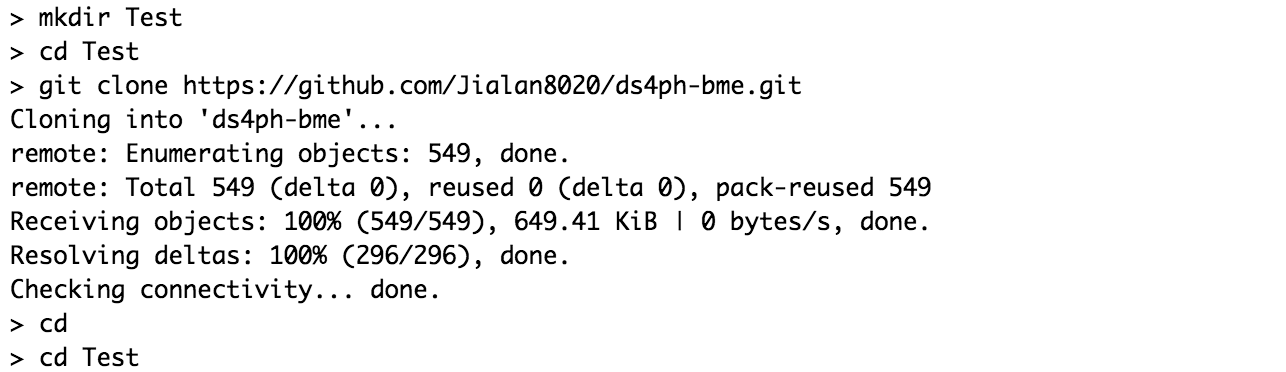 > mkdir Test
> cd Test
> git clone https://github.com/Jialan8020/ds4ph-bme.git
Cloning into 'ds4ph-bme'...
remote: Enumerating objects: 549, done.
remote: Total 549 (delta 0), reused 0 (delta 0), pack-reused 549
Receiving objects: 100% (549/549), 649.41 KiB | 0 bytes/s, done.
Resolving deltas: 100% (296/296), done.
Checking connectivity... done.
> cd
> cd Test